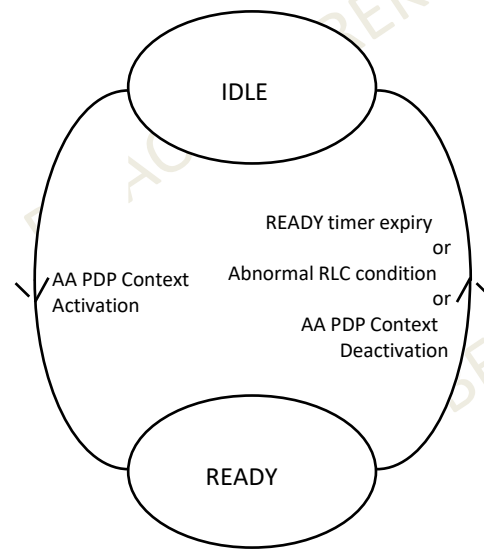 IDLE
READY timer expiry
or
Abnormal RLC condition
or
AA PDP Context
Deactivation
AA PDP Context
Activation
READY